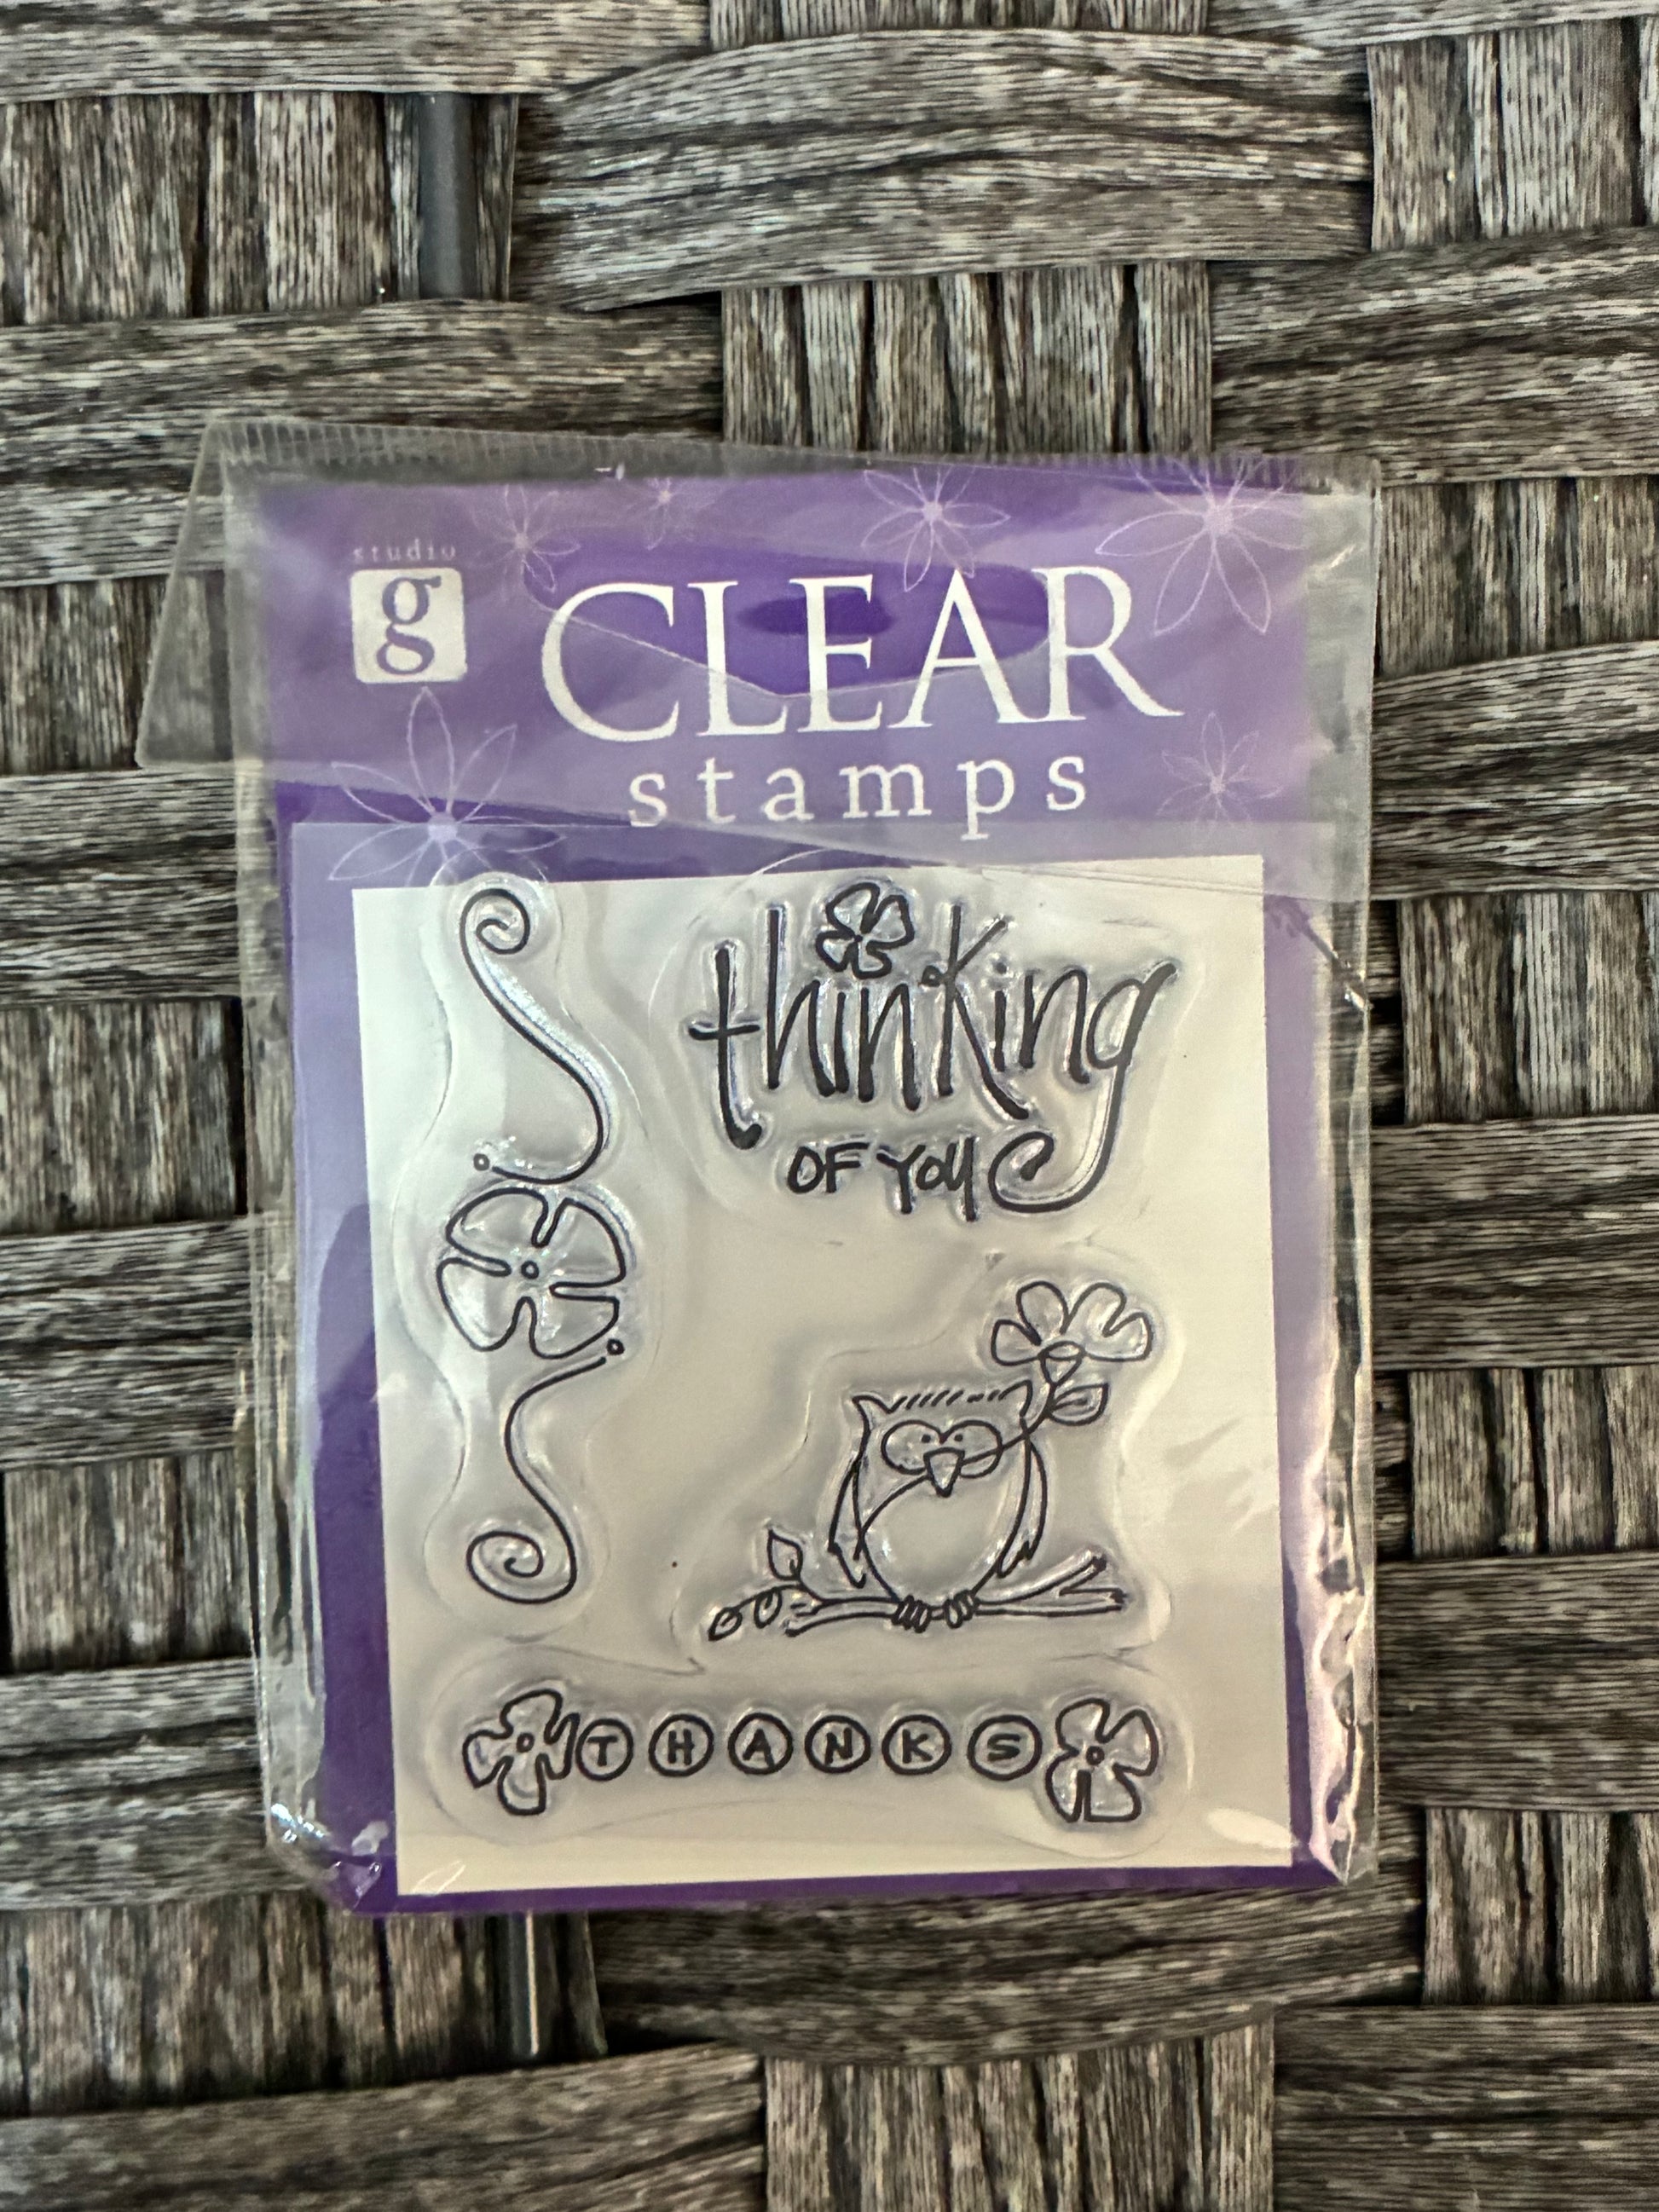 studio
g
CLEAR
stamps
thinking
OF YOU
THANKS